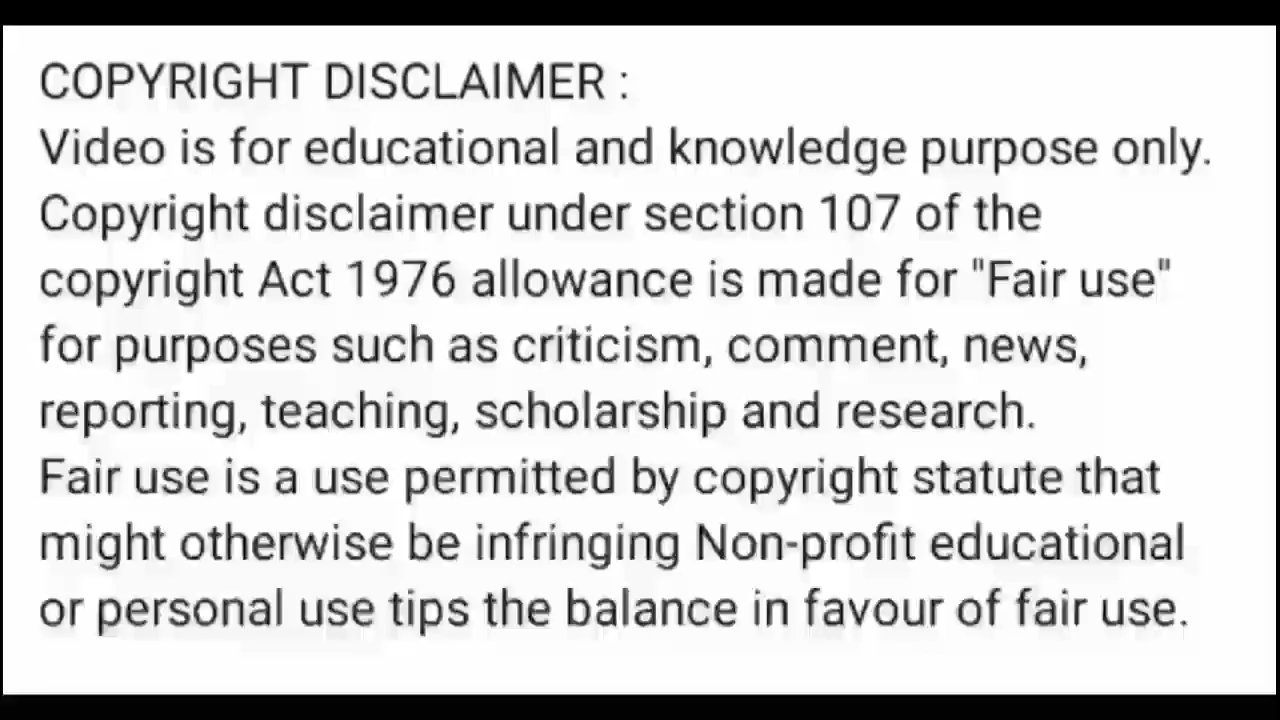 COPYRIGHT DISCLAIMER :
Video is for educational and knowledge purpose only.
Copyright disclaimer under section 107 of the
copyright Act 1976 allowance is made for "Fair use"
for purposes such as criticism, comment, news,
reporting, teaching, scholarship and research.
Fair use is a use permitted by copyright statute that
might otherwise be infringing Non-profit educational
or personal use tips the balance in favour of fair use.